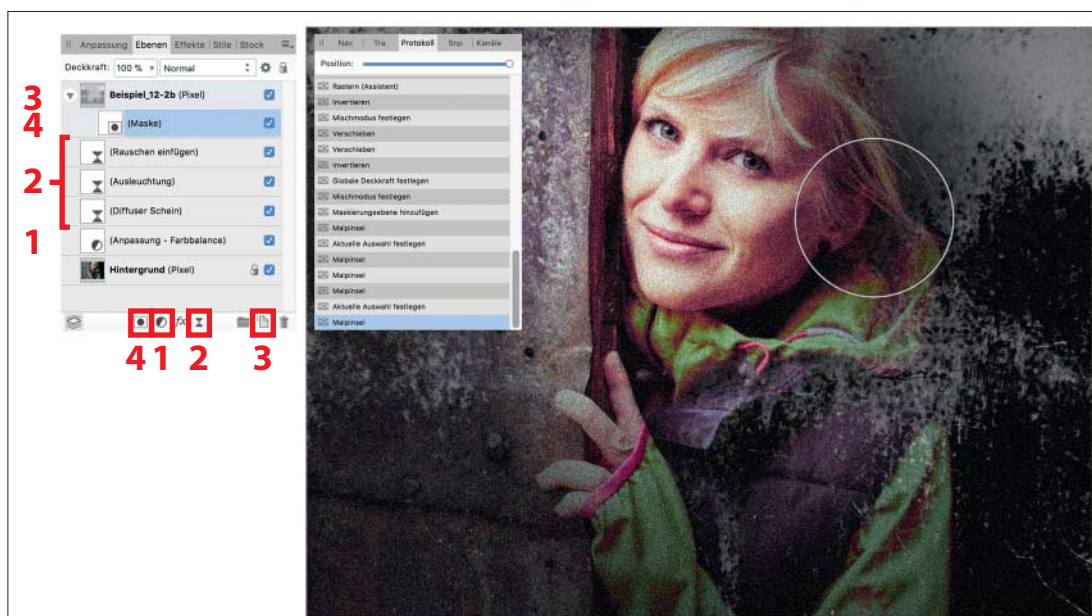 Anpassung Ebenen Effekte Stile Stock
Deckkraft: 100 % Normal
3 Beispiel_12-2b (Pixel)
4 (Maske)
(Rauschen einfügen)
2 (Ausleuchtung)
(Diffuser Schein)
1 (Anpassung - Farbbalance)
Hintergrund (Pixel)
fx
4 1 2 3
Nav. Tra. Protokoll Snp Kanäle
Position:
Rastern (Assistent)
Invertieren
Mischmodus festlegen
Verschieben
Verschieben
Invertieren
Globale Deckkraft festlegen
Mischmodus festlegen
Maskierungsebene hinzufügen
Malpinsel
Aktuelle Auswahl festlegen
Malpinsel
Malpinsel
Malpinsel
Aktuelle Auswahl festlegen
Malpinsel